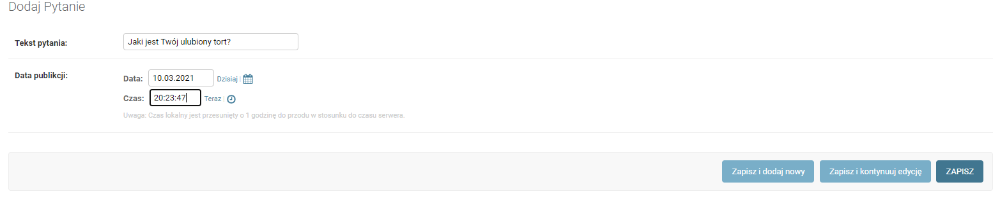 Dodaj Pytanie
Tekst pytania: Jaki jest Twój ulubiony tort?
Data publikcji: Data: 10.03.2021 Dzisiaj |
Czas: 20:23:47 Teraz |
Uwaga: Czas lokalny jest przesunięty o 1 godzinę do przodu w stosunku do czasu serwera.
Zapisz i dodaj nowy Zapisz i kontynuuj edycję ZAPISZ